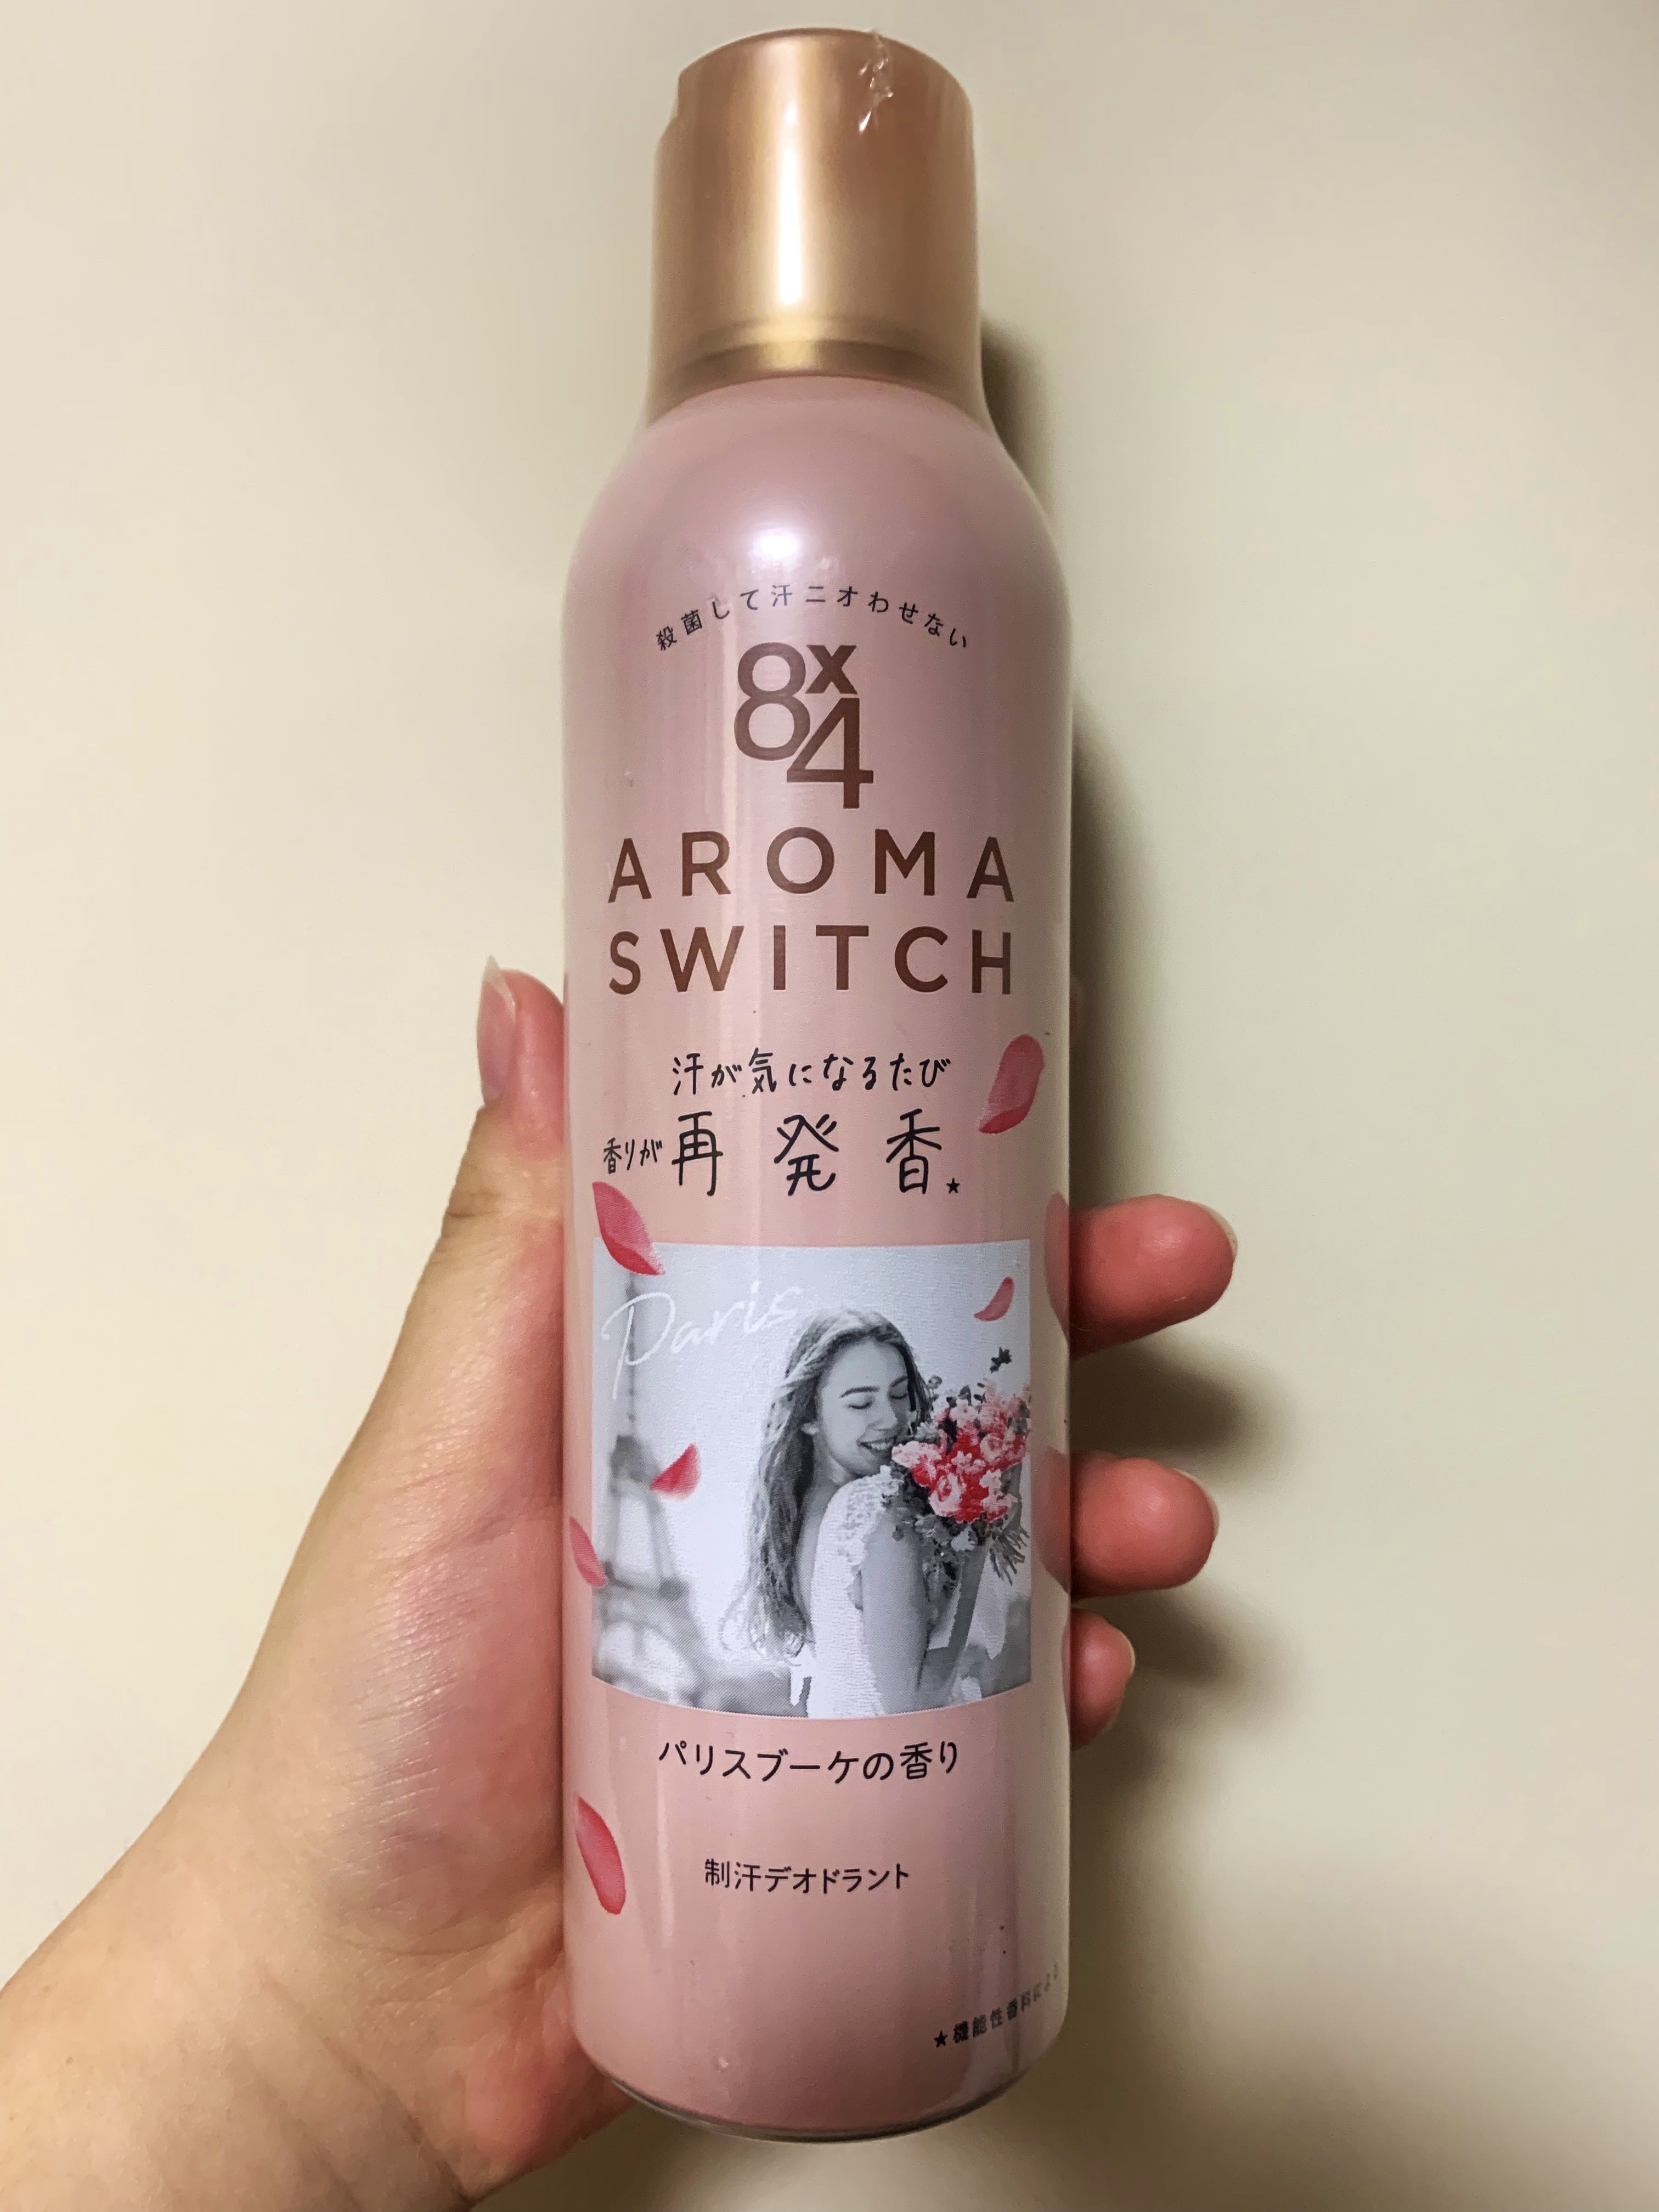 殺菌して汗ニオわせない
8x4
AROMA
SWITCH
汗が気になるたび
香りが再発香★
Paris
パリスブーケの香り
制汗デオドラント
★機能性香料による